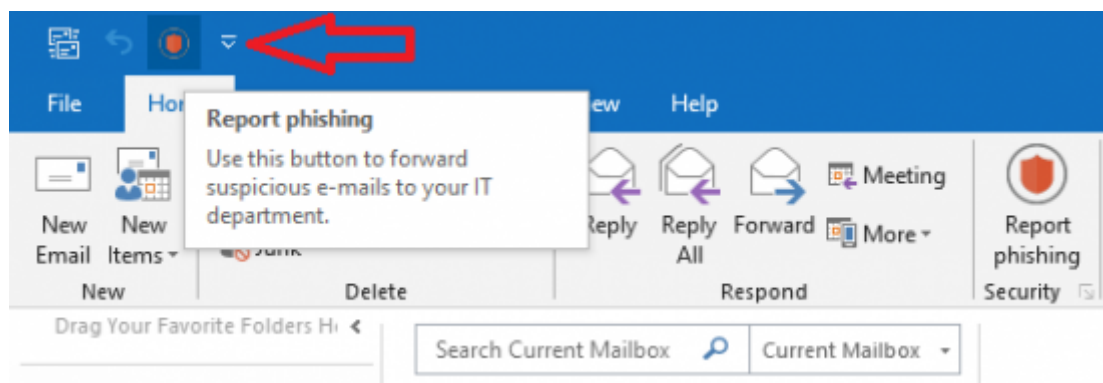 File Hom ew Help
Report phishing
Use this button to forward
suspicious e-mails to your IT
department.
New
Email
New
Items
Junk
Reply
Reply
All
Forward
Meeting
More
Report
phishing
New
Delete
Respond
Security
Drag Your Favorite Folders H
Search Current Mailbox
Current Mailbox